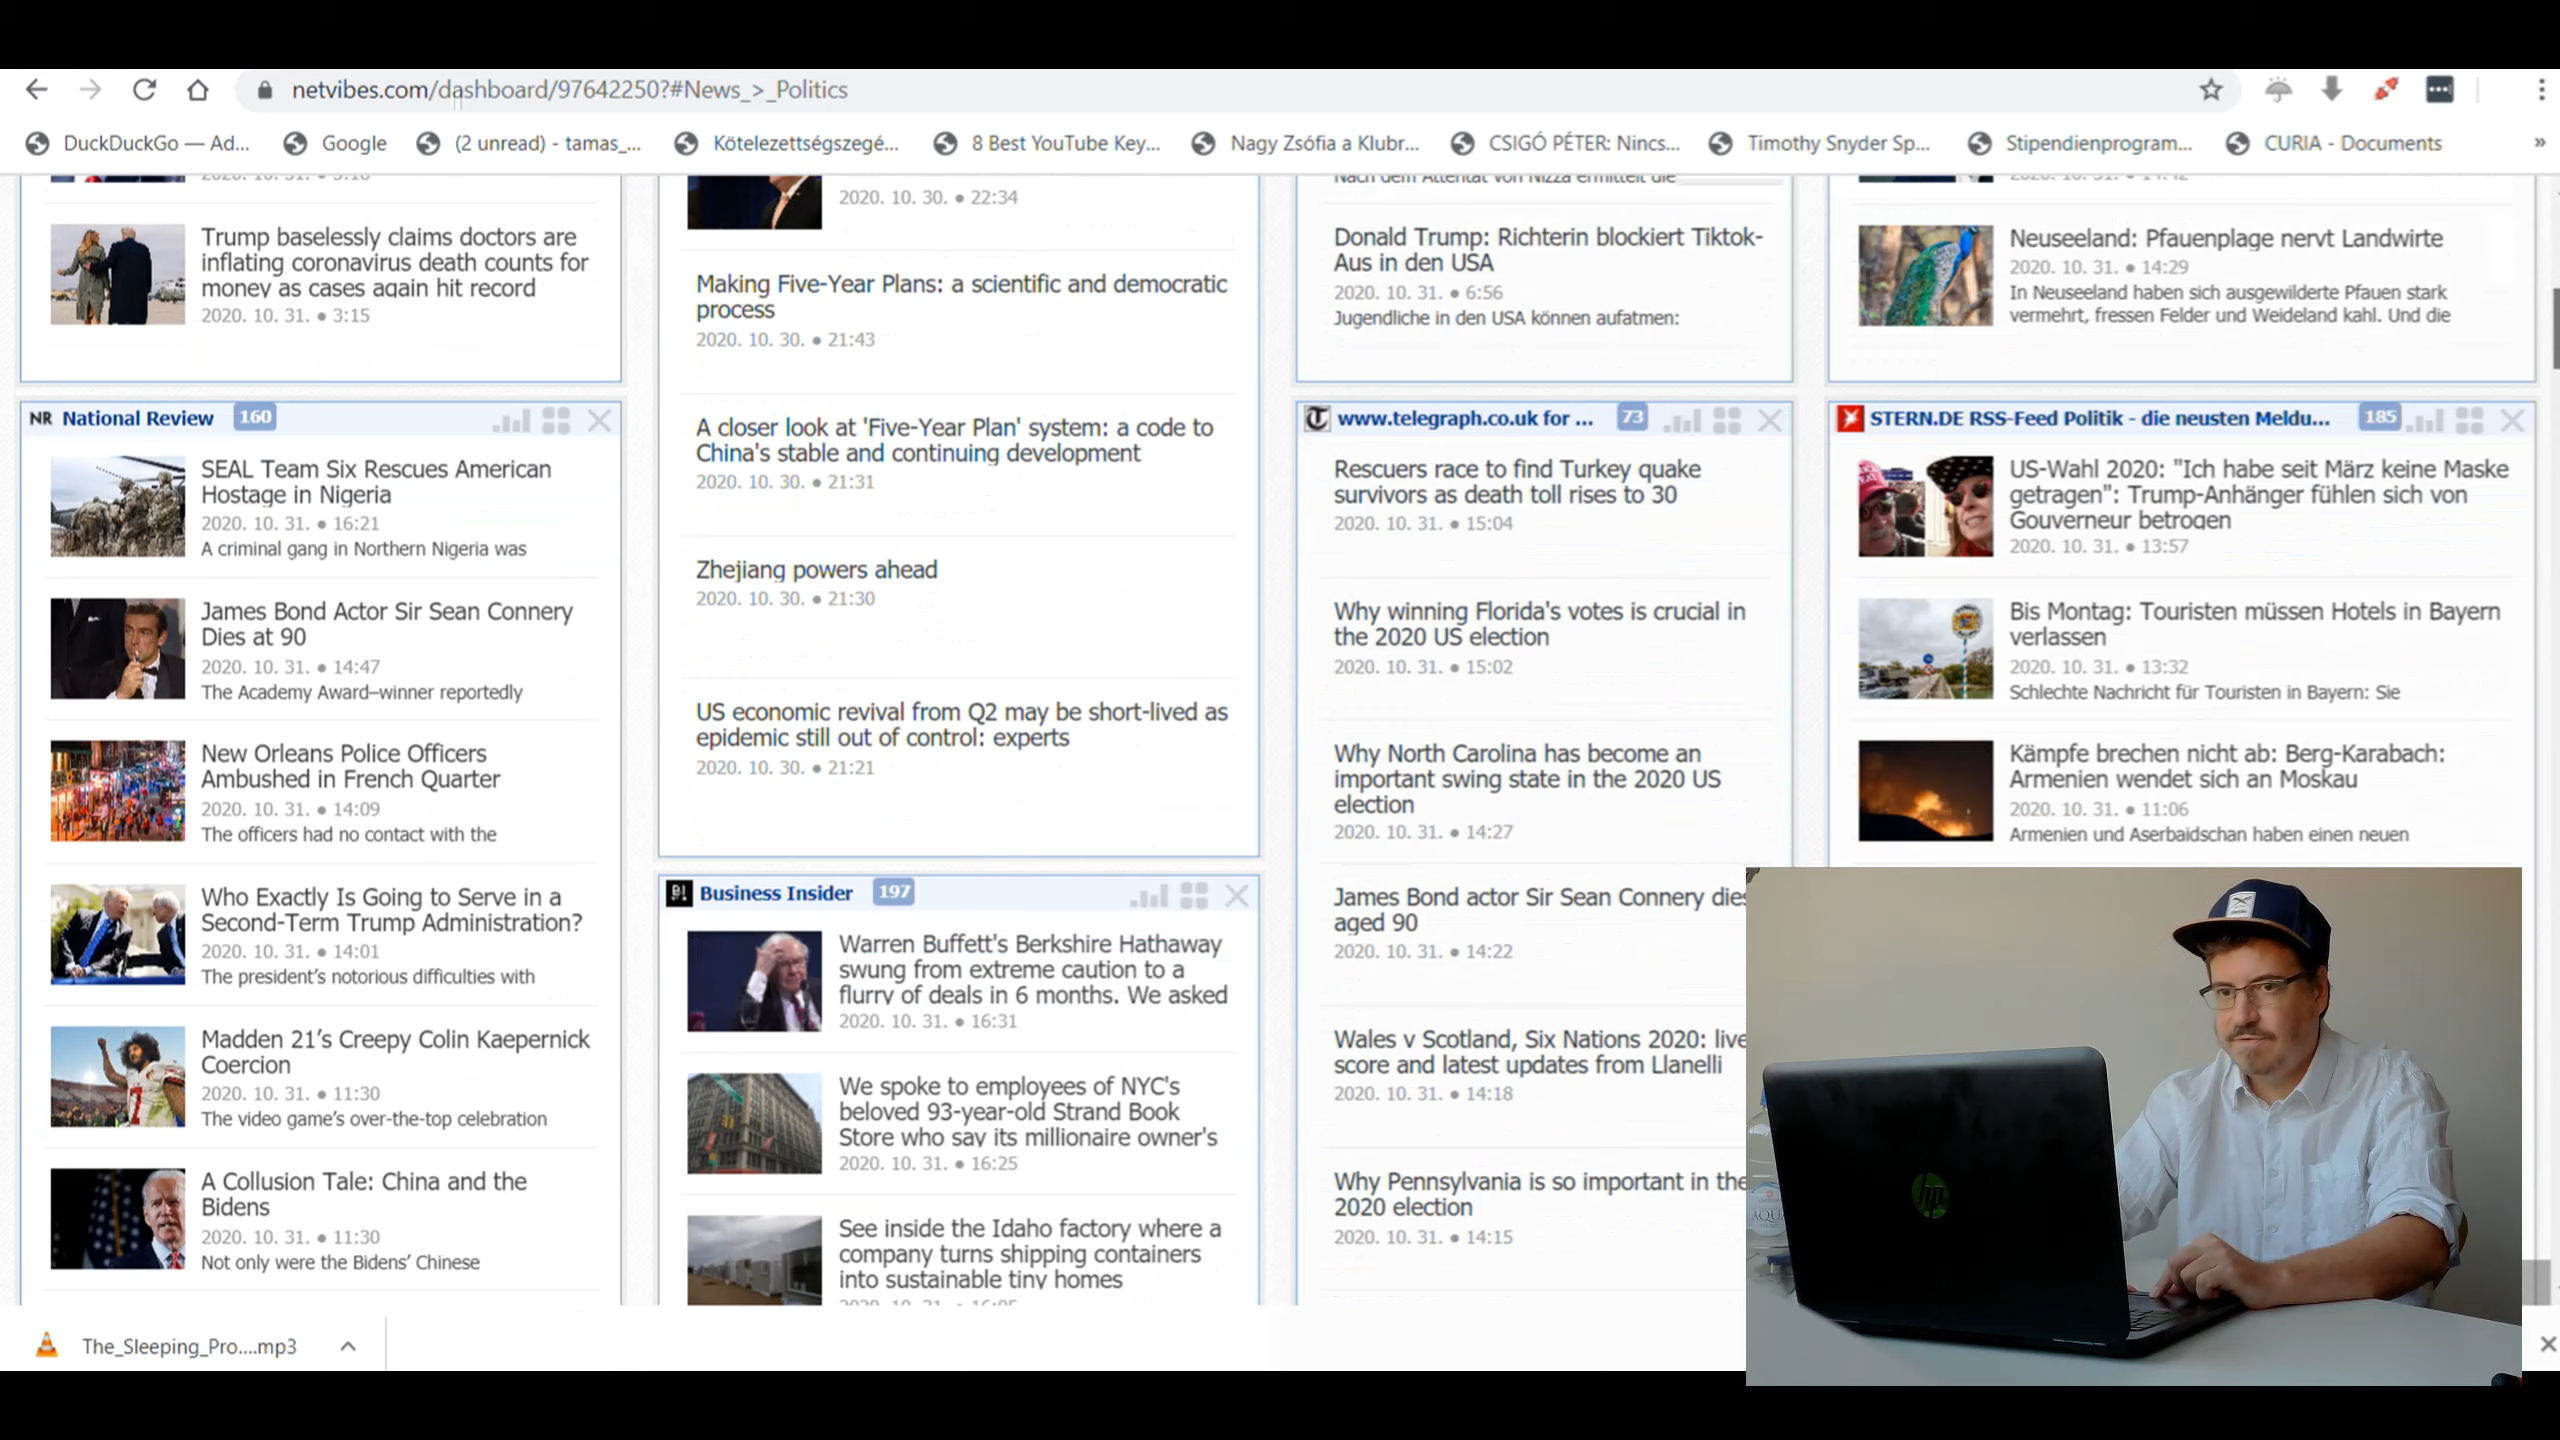 netvibes.com/dashboard/97642250?#News_>_Politics
DuckDuckGo — Ad...
Google
(2 unread) - tamas_...
Kötelezettségszegé...
8 Best YouTube Key...
Nagy Zsófia a Klubr...
CSIGÓ PÉTER: Nincs...
Timothy Snyder Sp...
Stipendienprogram...
CURIA - Documents
»
Trump baselessly claims doctors are
inflating coronavirus death counts for
money as cases again hit record
2020. 10. 31. • 3:15
NR National Review 160
SEAL Team Six Rescues American
Hostage in Nigeria
2020. 10. 31. • 16:21
A criminal gang in Northern Nigeria was
James Bond Actor Sir Sean Connery
Dies at 90
2020. 10. 31. • 14:47
The Academy Award–winner reportedly
New Orleans Police Officers
Ambushed in French Quarter
2020. 10. 31. • 14:09
The officers had no contact with the
Who Exactly Is Going to Serve in a
Second-Term Trump Administration?
2020. 10. 31. • 14:01
The president’s notorious difficulties with
Madden 21’s Creepy Colin Kaepernick
Coercion
2020. 10. 31. • 11:30
The video game’s over-the-top celebration
A Collusion Tale: China and the
Bidens
2020. 10. 31. • 11:30
Not only were the Bidens’ Chinese
2020. 10. 30. • 22:34
Making Five-Year Plans: a scientific and democratic
process
2020. 10. 30. • 21:43
A closer look at 'Five-Year Plan' system: a code to
China's stable and continuing development
2020. 10. 30. • 21:31
Zhejiang powers ahead
2020. 10. 30. • 21:30
US economic revival from Q2 may be short-lived as
epidemic still out of control: experts
2020. 10. 30. • 21:21
Business Insider 197
Warren Buffett's Berkshire Hathaway
swung from extreme caution to a
flurry of deals in 6 months. We asked
2020. 10. 31. • 16:31
We spoke to employees of NYC's
beloved 93-year-old Strand Book
Store who say its millionaire owner's
2020. 10. 31. • 16:25
See inside the Idaho factory where a
company turns shipping containers
into sustainable tiny homes
Nach dem Attentat von Nizza ermittelt die
Donald Trump: Richterin blockiert Tiktok-
Aus in den USA
2020. 10. 31. • 6:56
Jugendliche in den USA können aufatmen:
www.telegraph.co.uk for ... 73
Rescuers race to find Turkey quake
survivors as death toll rises to 30
2020. 10. 31. • 15:04
Why winning Florida's votes is crucial in
the 2020 US election
2020. 10. 31. • 15:02
Why North Carolina has become an
important swing state in the 2020 US
election
2020. 10. 31. • 14:27
James Bond actor Sir Sean Connery dies
aged 90
2020. 10. 31. • 14:22
Wales v Scotland, Six Nations 2020: live
score and latest updates from Llanelli
2020. 10. 31. • 14:18
Why Pennsylvania is so important in the
2020 election
2020. 10. 31. • 14:15
Neuseeland: Pfauenplage nervt Landwirte
2020. 10. 31. • 14:29
In Neuseeland haben sich ausgewilderte Pfauen stark
vermehrt, fressen Felder und Weideland kahl. Und die
STERN.DE RSS-Feed Politik - die neusten Meldu... 185
US-Wahl 2020: "Ich habe seit März keine Maske
getragen": Trump-Anhänger fühlen sich von
Gouverneur betrogen
2020. 10. 31. • 13:57
Bis Montag: Touristen müssen Hotels in Bayern
verlassen
2020. 10. 31. • 13:32
Schlechte Nachricht für Touristen in Bayern: Sie
Kämpfe brechen nicht ab: Berg-Karabach:
Armenien wendet sich an Moskau
2020. 10. 31. • 11:06
Armenien und Aserbaidschan haben einen neuen
hp
The_Sleeping_Pro....mp3